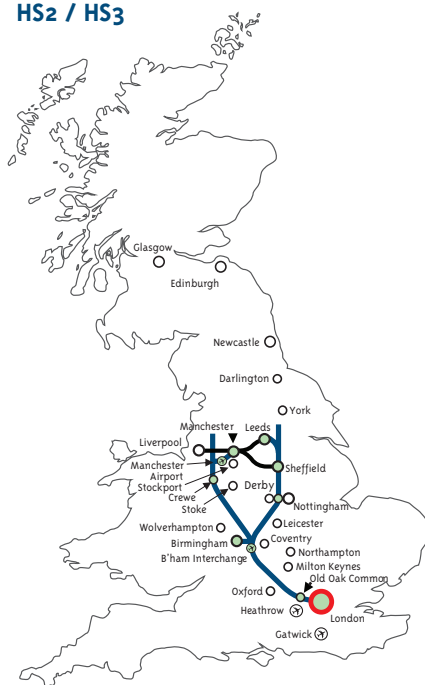 HS2 / HS3
Glasgow
Edinburgh
Newcastle
Darlington
York
Manchester
Leeds
Liverpool
Manchester
Airport
Stockport
Sheffield
Crewe
Derby
Stoke
Nottingham
Leicester
Wolverhampton
Coventry
Birmingham
Northampton
B'ham Interchange
Milton Keynes
Old Oak Common
Oxford
Heathrow
London
Gatwick